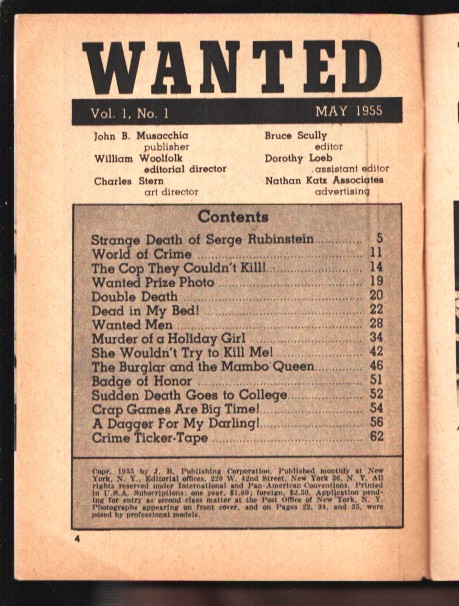 WANTED
Vol. 1, No. 1 MAY 1955
John B. Musacchia
publisher
William Woolfolk
editorial director
Charles Stern
art director
Bruce Scully
editor
Dorothy Loeb
assistant editor
Nathan Katz Associates
advertising
Contents
Strange Death of Serge Rubinstein 5
World of Crime 11
The Cop They Couldn't Kill! 14
Wanted Prize Photo 19
Double Death 20
Dead in My Bed! 22
Wanted Men 28
Murder of a Holiday Girl 34
She Wouldn't Try to Kill Me! 42
The Burglar and the Mambo Queen 46
Badge of Honor 51
Sudden Death Goes to College 52
Crap Games Are Big Time! 54
A Dagger For My Darling! 56
Crime Ticker-Tape 62
Copr. 1955 by J. B. Publishing Corporation. Published monthly at New
York, N. Y., Editorial offices, 220 W. 42nd Street, New York 36, N. Y. All
rights reserved under International and Pan-American Conventions. Printed
in U.S.A. Subscriptions: one year, $1.80; foreign, $2.50. Application pend-
ing for entry as second class matter at the Post Office of New York, N. Y.
Photographs appearing on front cover, and on Pages 22, 34, and 35, were
posed by professional models.
4